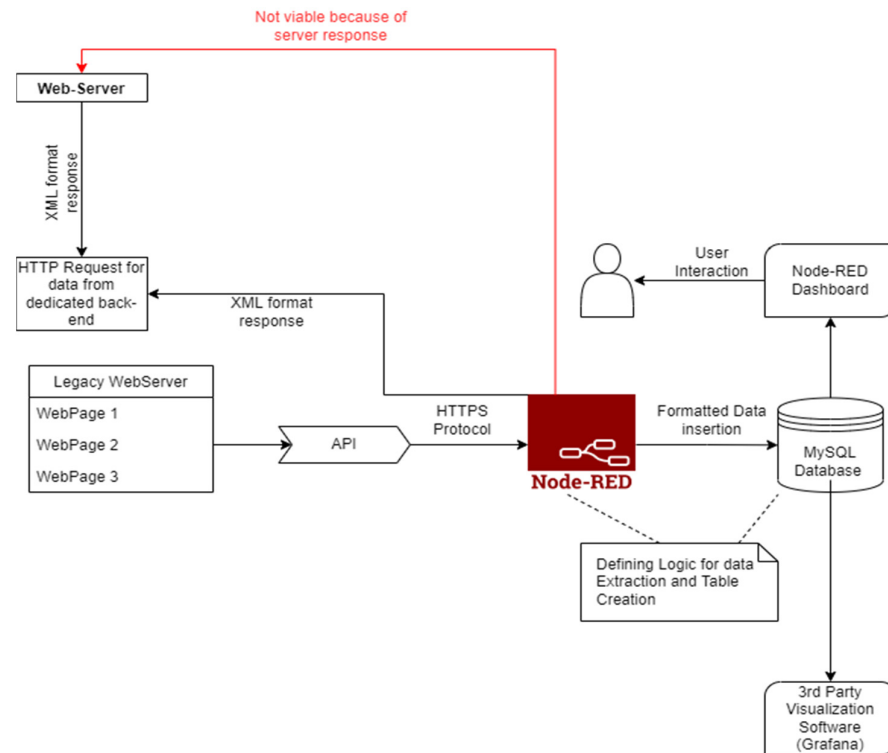 Not viable because of
server response
Web-Server
XML format
response
HTTP Request for
data from
dedicated back-
end
XML format
response
User
Interaction
Node-RED
Dashboard
Legacy WebServer
WebPage 1
WebPage 2
WebPage 3
API
HTTPS
Protocol
Node-RED
Formatted Data
insertion
MySQL
Database
Defining Logic for data
Extraction and Table
Creation
3rd Party
Visualization
Software
(Grafana)